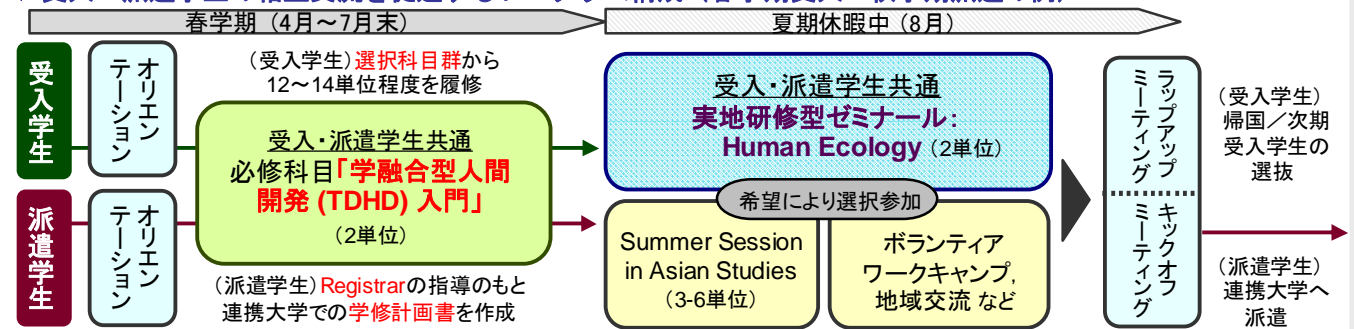 春学期 (4月～7月末)
夏期休暇中 (8月)
受入学生
オリエン
テーション
（受入学生）選択科目群から
12～14単位程度を履修
受入・派遣学生共通
必修科目「学融合型人間
開発 (TDHD) 入門」
（2単位）
派遣学生
オリエン
テーション
（派遣学生）Registrarの指導のもと
連携大学での学修計画書を作成
受入・派遣学生共通
実地研修型ゼミナール：
Human Ecology（2単位）
希望により選択参加
Summer Session
in Asian Studies
（3-6単位）
ボランティア
ワークキャンプ，
地域交流 など
ラップアップ
ミーティング
キックオフ
ミーティング
（受入学生）
帰国／次期
受入学生の
選抜
（派遣学生）
連携大学へ
派遣